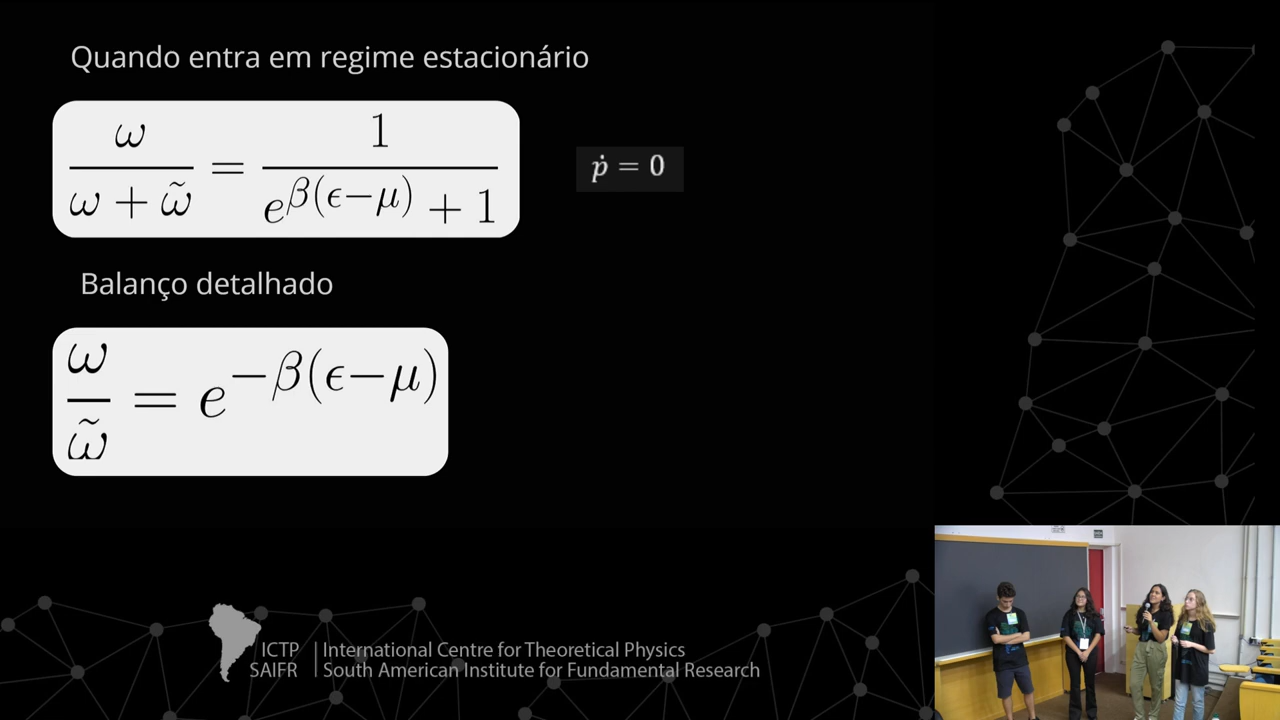 Quando entra em regime estacionário
ω / (ω + ω̃) = 1 / (e^{β(ϵ−μ)} + 1)
ṗ = 0
Balanço detalhado
ω / ω̃ = e^{−β(ϵ−μ)}
ICTP | International Centre for Theoretical Physics
SAIFR | South American Institute for Fundamental Research